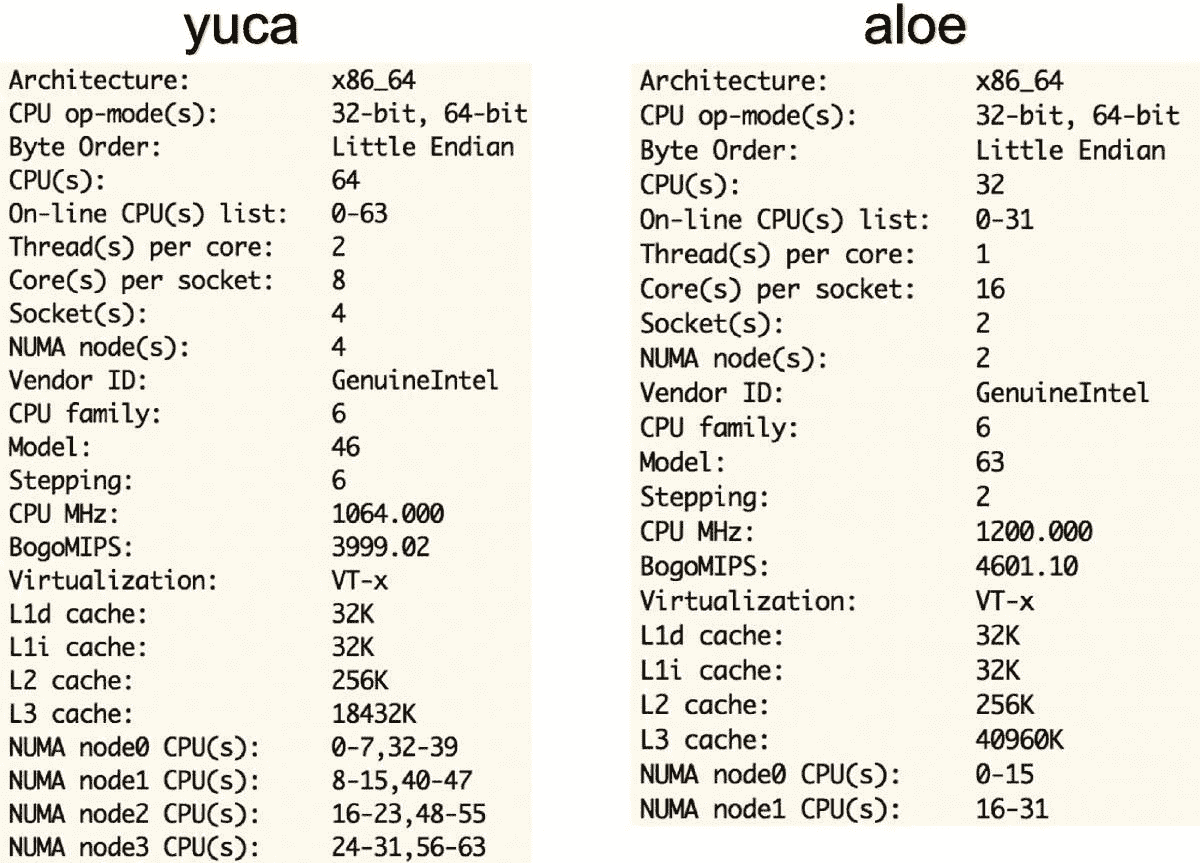 yuca
Architecture: x86_64
CPU op-mode(s): 32-bit, 64-bit
Byte Order: Little Endian
CPU(s): 64
On-line CPU(s) list: 0-63
Thread(s) per core: 2
Core(s) per socket: 8
Socket(s): 4
NUMA node(s): 4
Vendor ID: GenuineIntel
CPU family: 6
Model: 46
Stepping: 6
CPU MHz: 1064.000
BogoMIPS: 3999.02
Virtualization: VT-x
L1d cache: 32K
L1i cache: 32K
L2 cache: 256K
L3 cache: 18432K
NUMA node0 CPU(s): 0-7,32-39
NUMA node1 CPU(s): 8-15,40-47
NUMA node2 CPU(s): 16-23,48-55
NUMA node3 CPU(s): 24-31,56-63
aloe
Architecture: x86_64
CPU op-mode(s): 32-bit, 64-bit
Byte Order: Little Endian
CPU(s): 32
On-line CPU(s) list: 0-31
Thread(s) per core: 1
Core(s) per socket: 16
Socket(s): 2
NUMA node(s): 2
Vendor ID: GenuineIntel
CPU family: 6
Model: 63
Stepping: 2
CPU MHz: 1200.000
BogoMIPS: 4601.10
Virtualization: VT-x
L1d cache: 32K
L1i cache: 32K
L2 cache: 256K
L3 cache: 40960K
NUMA node0 CPU(s): 0-15
NUMA node1 CPU(s): 16-31